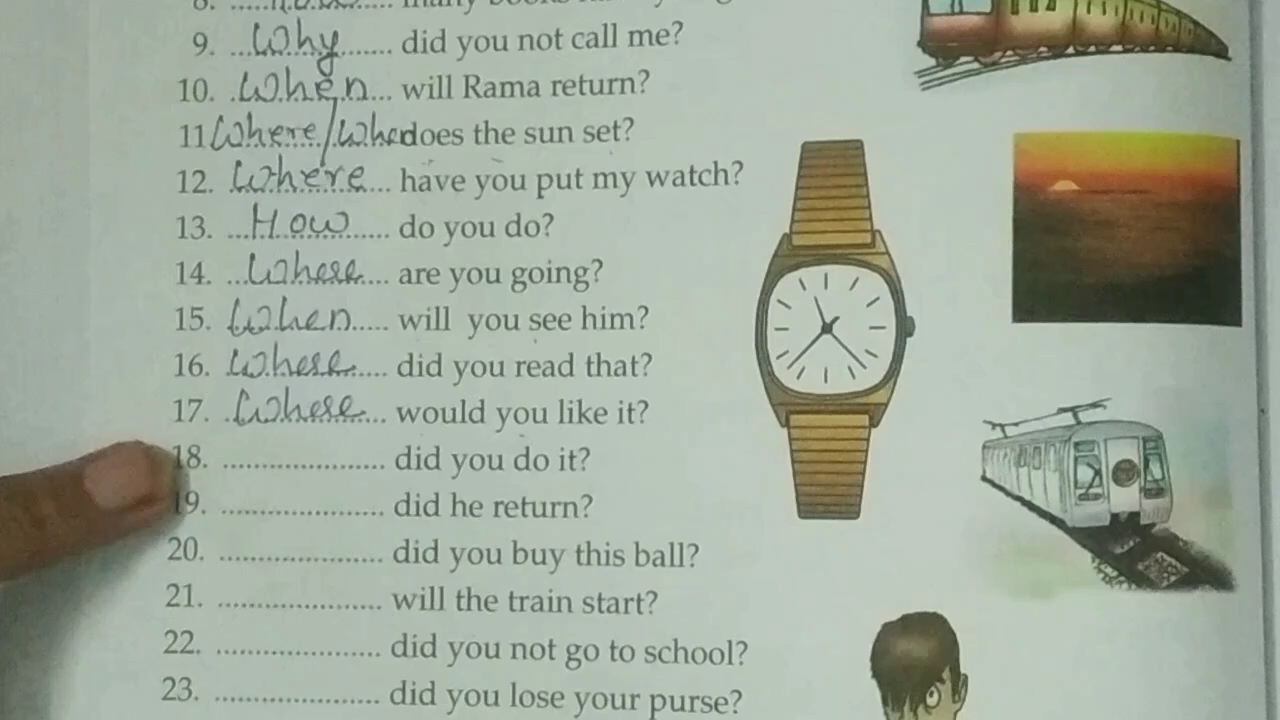 many books
9. Why did you not call me?
10. When will Rama return?
11 Where/When does the sun set?
12. Where have you put my watch?
13. How do you do?
14. Where are you going?
15. When will you see him?
16. Where did you read that?
17. Where would you like it?
18. .................... did you do it?
19. .................... did he return?
20. .................... did you buy this ball?
21. .................... will the train start?
22. .................... did you not go to school?
23. .................... did you lose your purse?